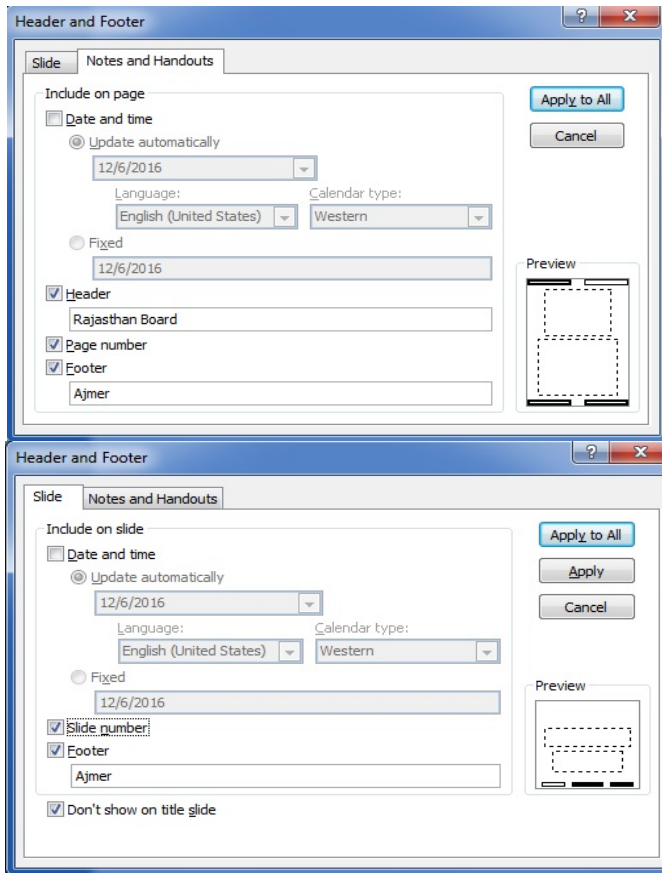 Header and Footer
Slide Notes and Handouts
Include on page
Apply to All
Date and time
Cancel
Update automatically
12/6/2016
Language: Calendar type:
English (United States) Western
Fixed
12/6/2016
Preview
Header
Rajasthan Board
Page number
Footer
Ajmer
Header and Footer
Slide Notes and Handouts
Include on slide
Apply to All
Date and time
Apply
Update automatically
12/6/2016
Cancel
Language: Calendar type:
English (United States) Western
Fixed
Preview
12/6/2016
Slide number
Footer
Ajmer
Don't show on title slide